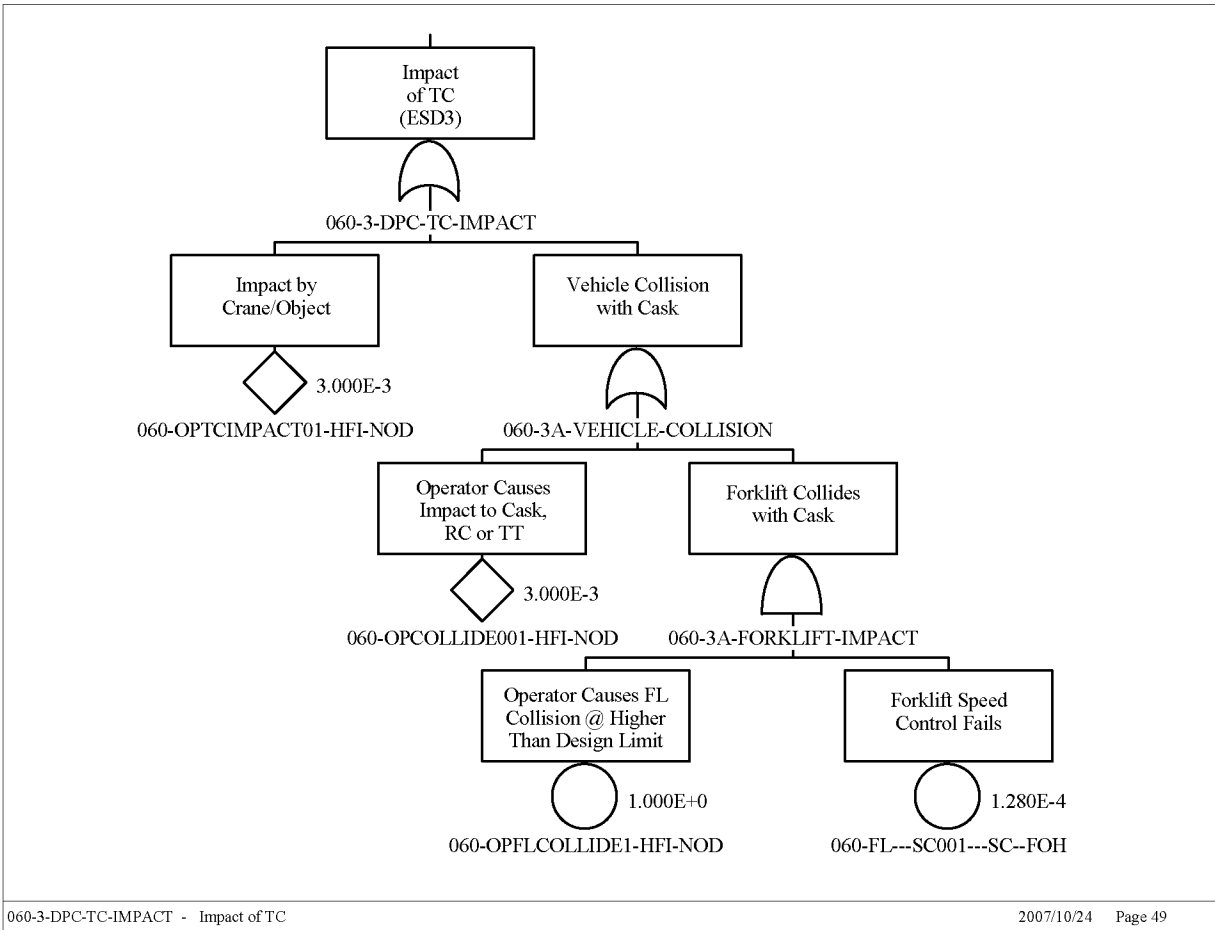 Impact
of TC
(ESD3)
060-3-DPC-TC-IMPACT
Impact by
Crane/Object
3.000E-3
060-OPTCIMPACT01-HFI-NOD
Vehicle Collision
with Cask
060-3A-VEHICLE-COLLISION
Operator Causes
Impact to Cask,
RC or TT
3.000E-3
060-OPCOLLIDE001-HFI-NOD
Forklift Collides
with Cask
060-3A-FORKLIFT-IMPACT
Operator Causes FL
Collision @ Higher
Than Design Limit
1.000E+0
060-OPFLCOLLIDE1-HFI-NOD
Forklift Speed
Control Fails
1.280E-4
060-FL---SC001---SC--FOH
060-3-DPC-TC-IMPACT - Impact of TC
2007/10/24 Page 49